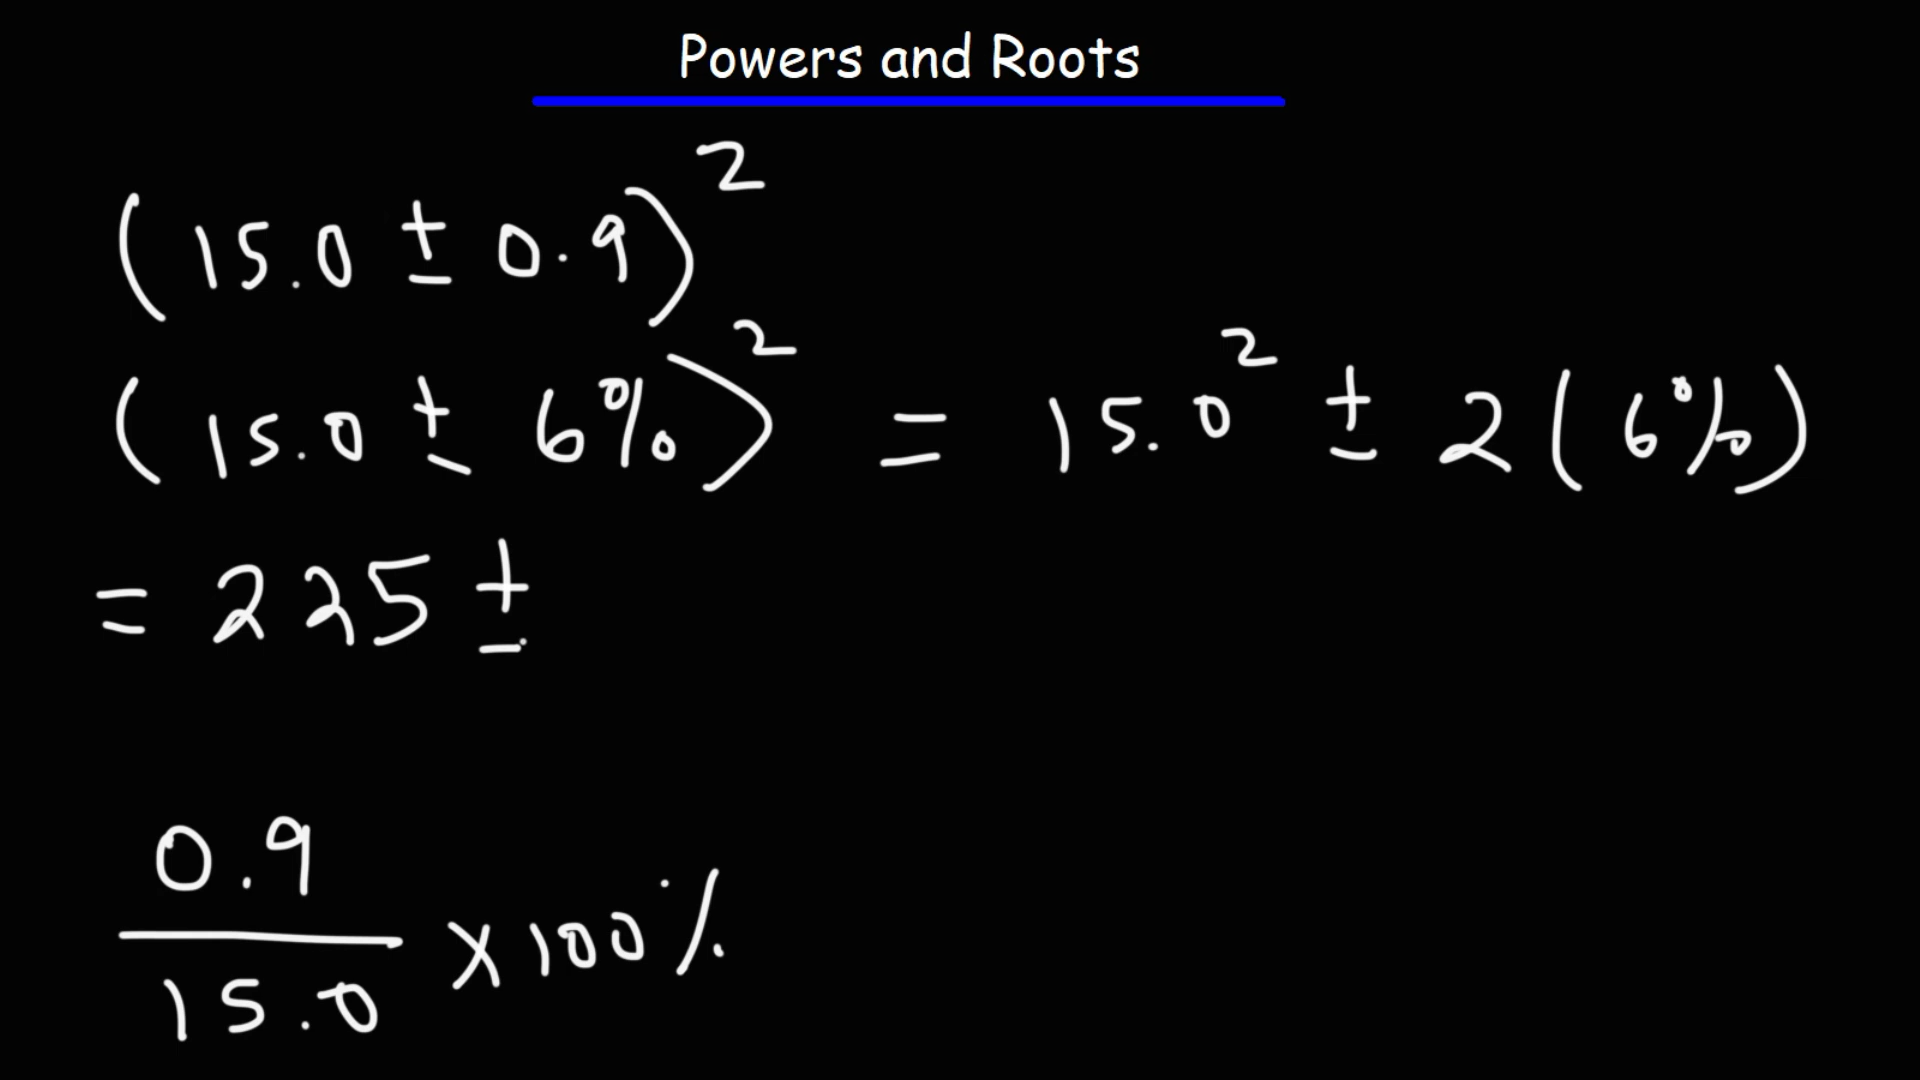 Powers and Roots
(15.0 ± 0.9)²
(15.0 ± 6%)² = 15.0² ± 2(6%)
= 225 ±
0.9
15.0
×100%